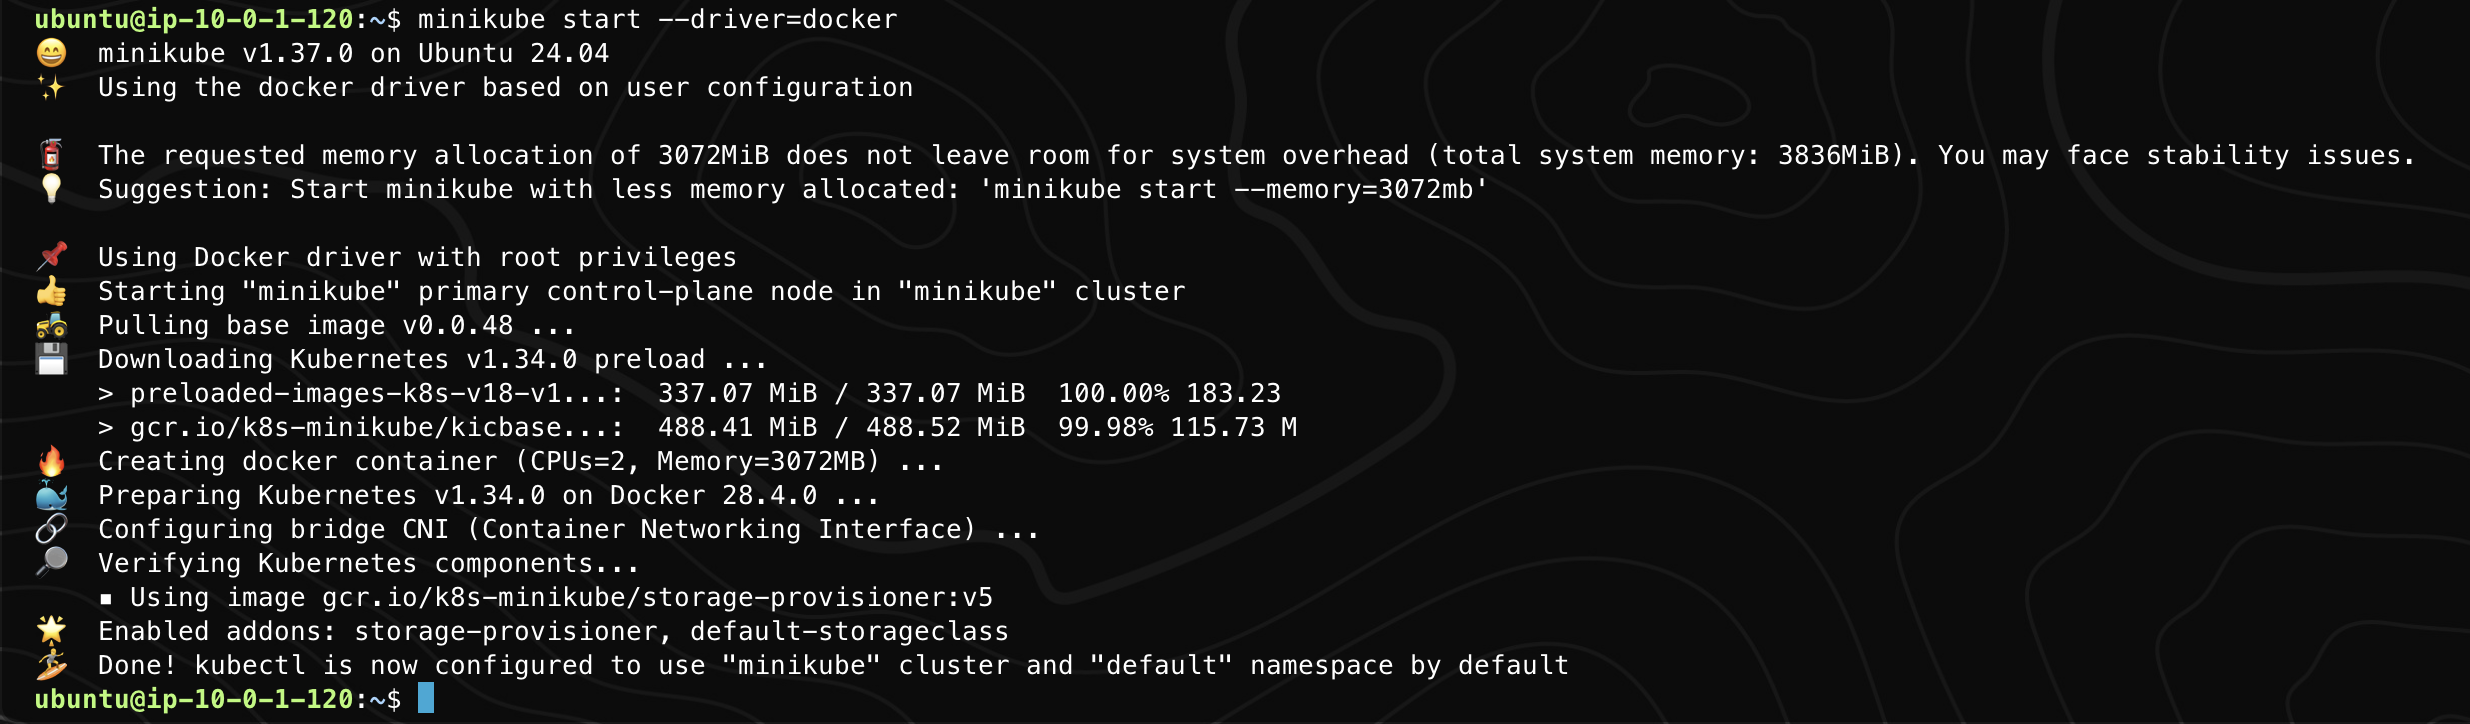 ubuntu@ip-10-0-1-120:~$ minikube start --driver=docker
😄  minikube v1.37.0 on Ubuntu 24.04
✨  Using the docker driver based on user configuration
🧯  The requested memory allocation of 3072MiB does not leave room for system overhead (total system memory: 3836MiB). You may face stability issues.
💡  Suggestion: Start minikube with less memory allocated: 'minikube start --memory=3072mb'
📌  Using Docker driver with root privileges
👍  Starting "minikube" primary control-plane node in "minikube" cluster
🚜  Pulling base image v0.0.48 ...
💾  Downloading Kubernetes v1.34.0 preload ...
    > preloaded-images-k8s-v18-v1...:  337.07 MiB / 337.07 MiB  100.00% 183.23
    > gcr.io/k8s-minikube/kicbase...:  488.41 MiB / 488.52 MiB  99.98% 115.73 M
🔥  Creating docker container (CPUs=2, Memory=3072MB) ...
🐳  Preparing Kubernetes v1.34.0 on Docker 28.4.0 ...
🔗  Configuring bridge CNI (Container Networking Interface) ...
🔎  Verifying Kubernetes components...
    ▪ Using image gcr.io/k8s-minikube/storage-provisioner:v5
🌟  Enabled addons: storage-provisioner, default-storageclass
🏄  Done! kubectl is now configured to use "minikube" cluster and "default" namespace by default
ubuntu@ip-10-0-1-120:~$